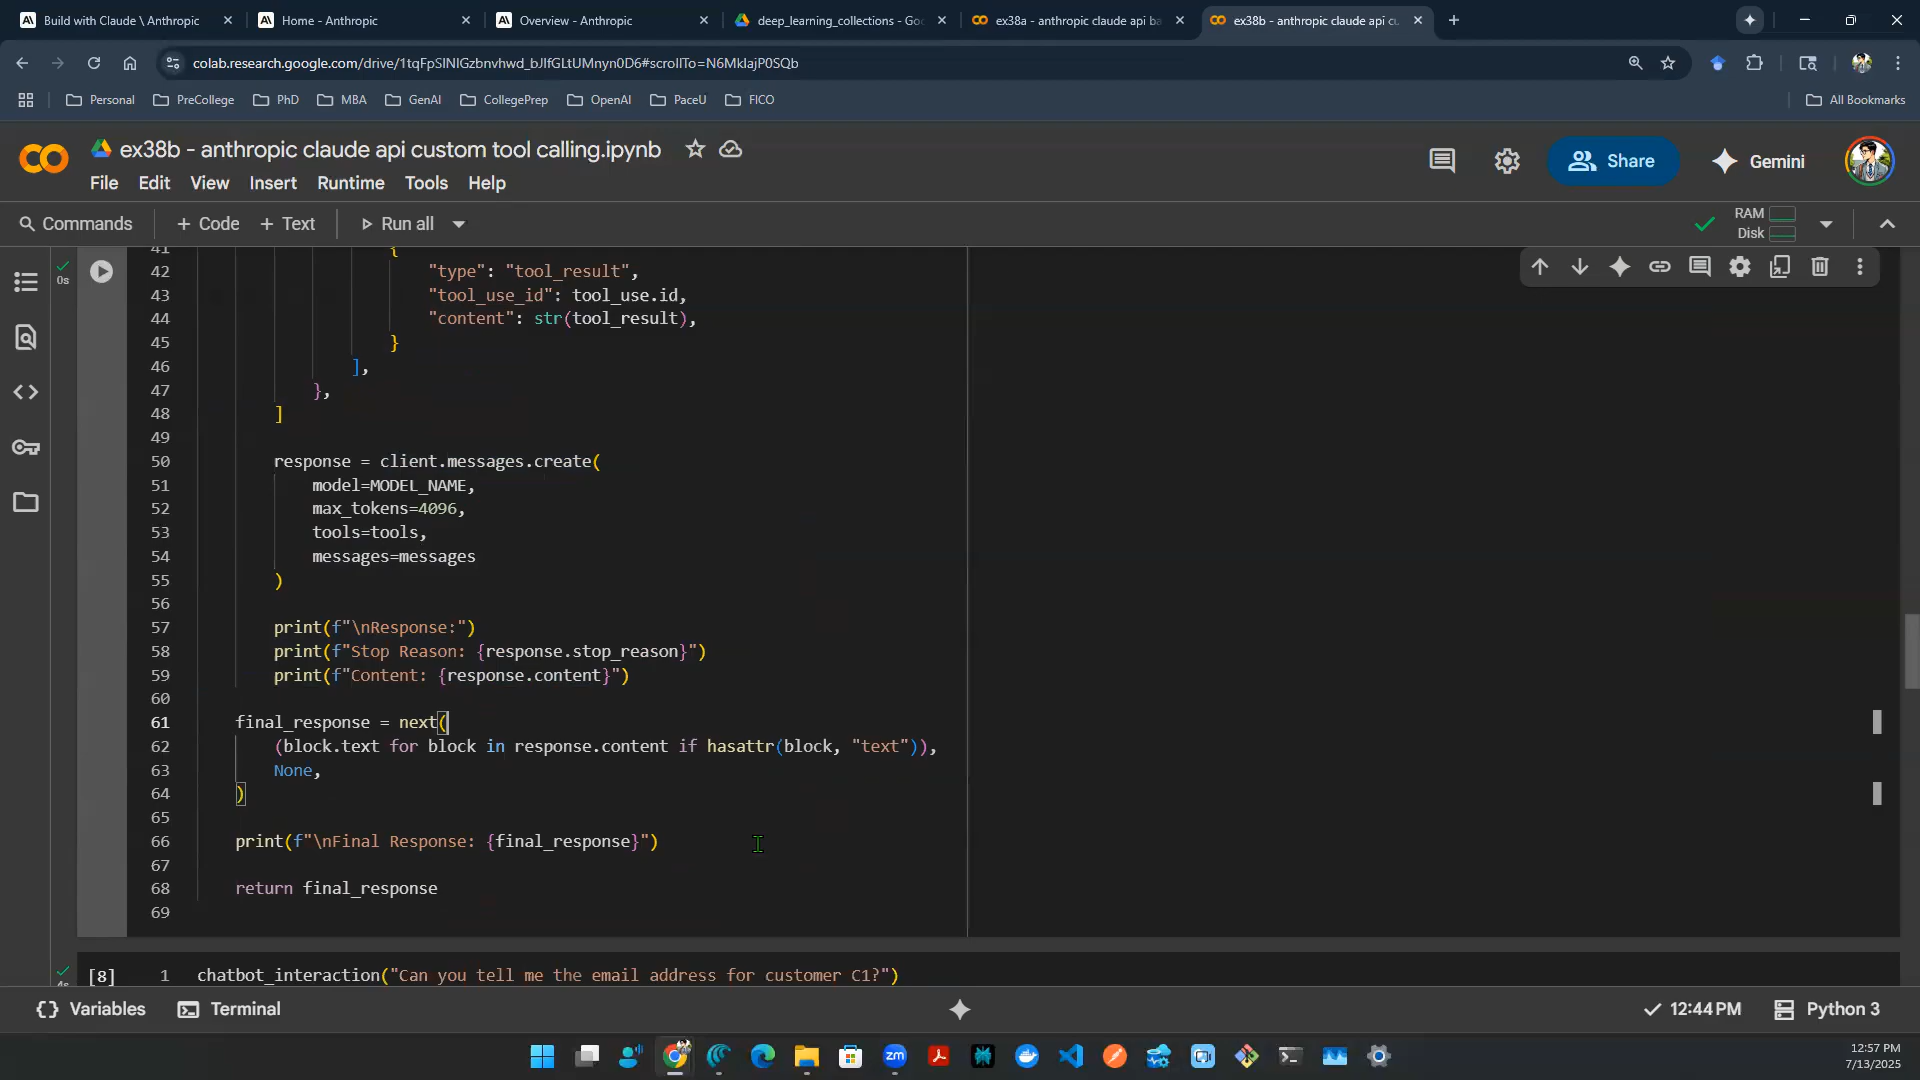 Build with Claude \ Anthropic
Home - Anthropic
Overview - Anthropic
deep_learning_collections - Goo
ex38a - anthropic claude api ba
ex38b - anthropic claude api cu
Personal
PreCollege
PhD
MBA
GenAI
CollegePrep
OpenAI
PaceU
FICO
All Bookmarks
CO
ex38b - anthropic claude api custom tool calling.ipynb
File Edit View Insert Runtime Tools Help
Share
Gemini
Commands
+ Code
+ Text
Run all
RAM
Disk
0s
41 {
42 "type": "tool_result",
43 "tool_use_id": tool_use.id,
44 "content": str(tool_result),
45 }
46 ],
47 },
48 ]
49
50 response = client.messages.create(
51 model=MODEL_NAME,
52 max_tokens=4096,
53 tools=tools,
54 messages=messages
55 )
56
57 print(f"\nResponse:")
58 print(f"Stop Reason: {response.stop_reason}")
59 print(f"Content: {response.content}")
60
61 final_response = next(
62 (block.text for block in response.content if hasattr(block, "text")),
63 None,
64 )
65
66 print(f"\nFinal Response: {final_response}")
67
68 return final_response
69
[8] 1 chatbot_interaction("Can you tell me the email address for customer C1?")
Variables
Terminal
12:44 PM
Python 3
zm
12:57 PM
7/13/2025